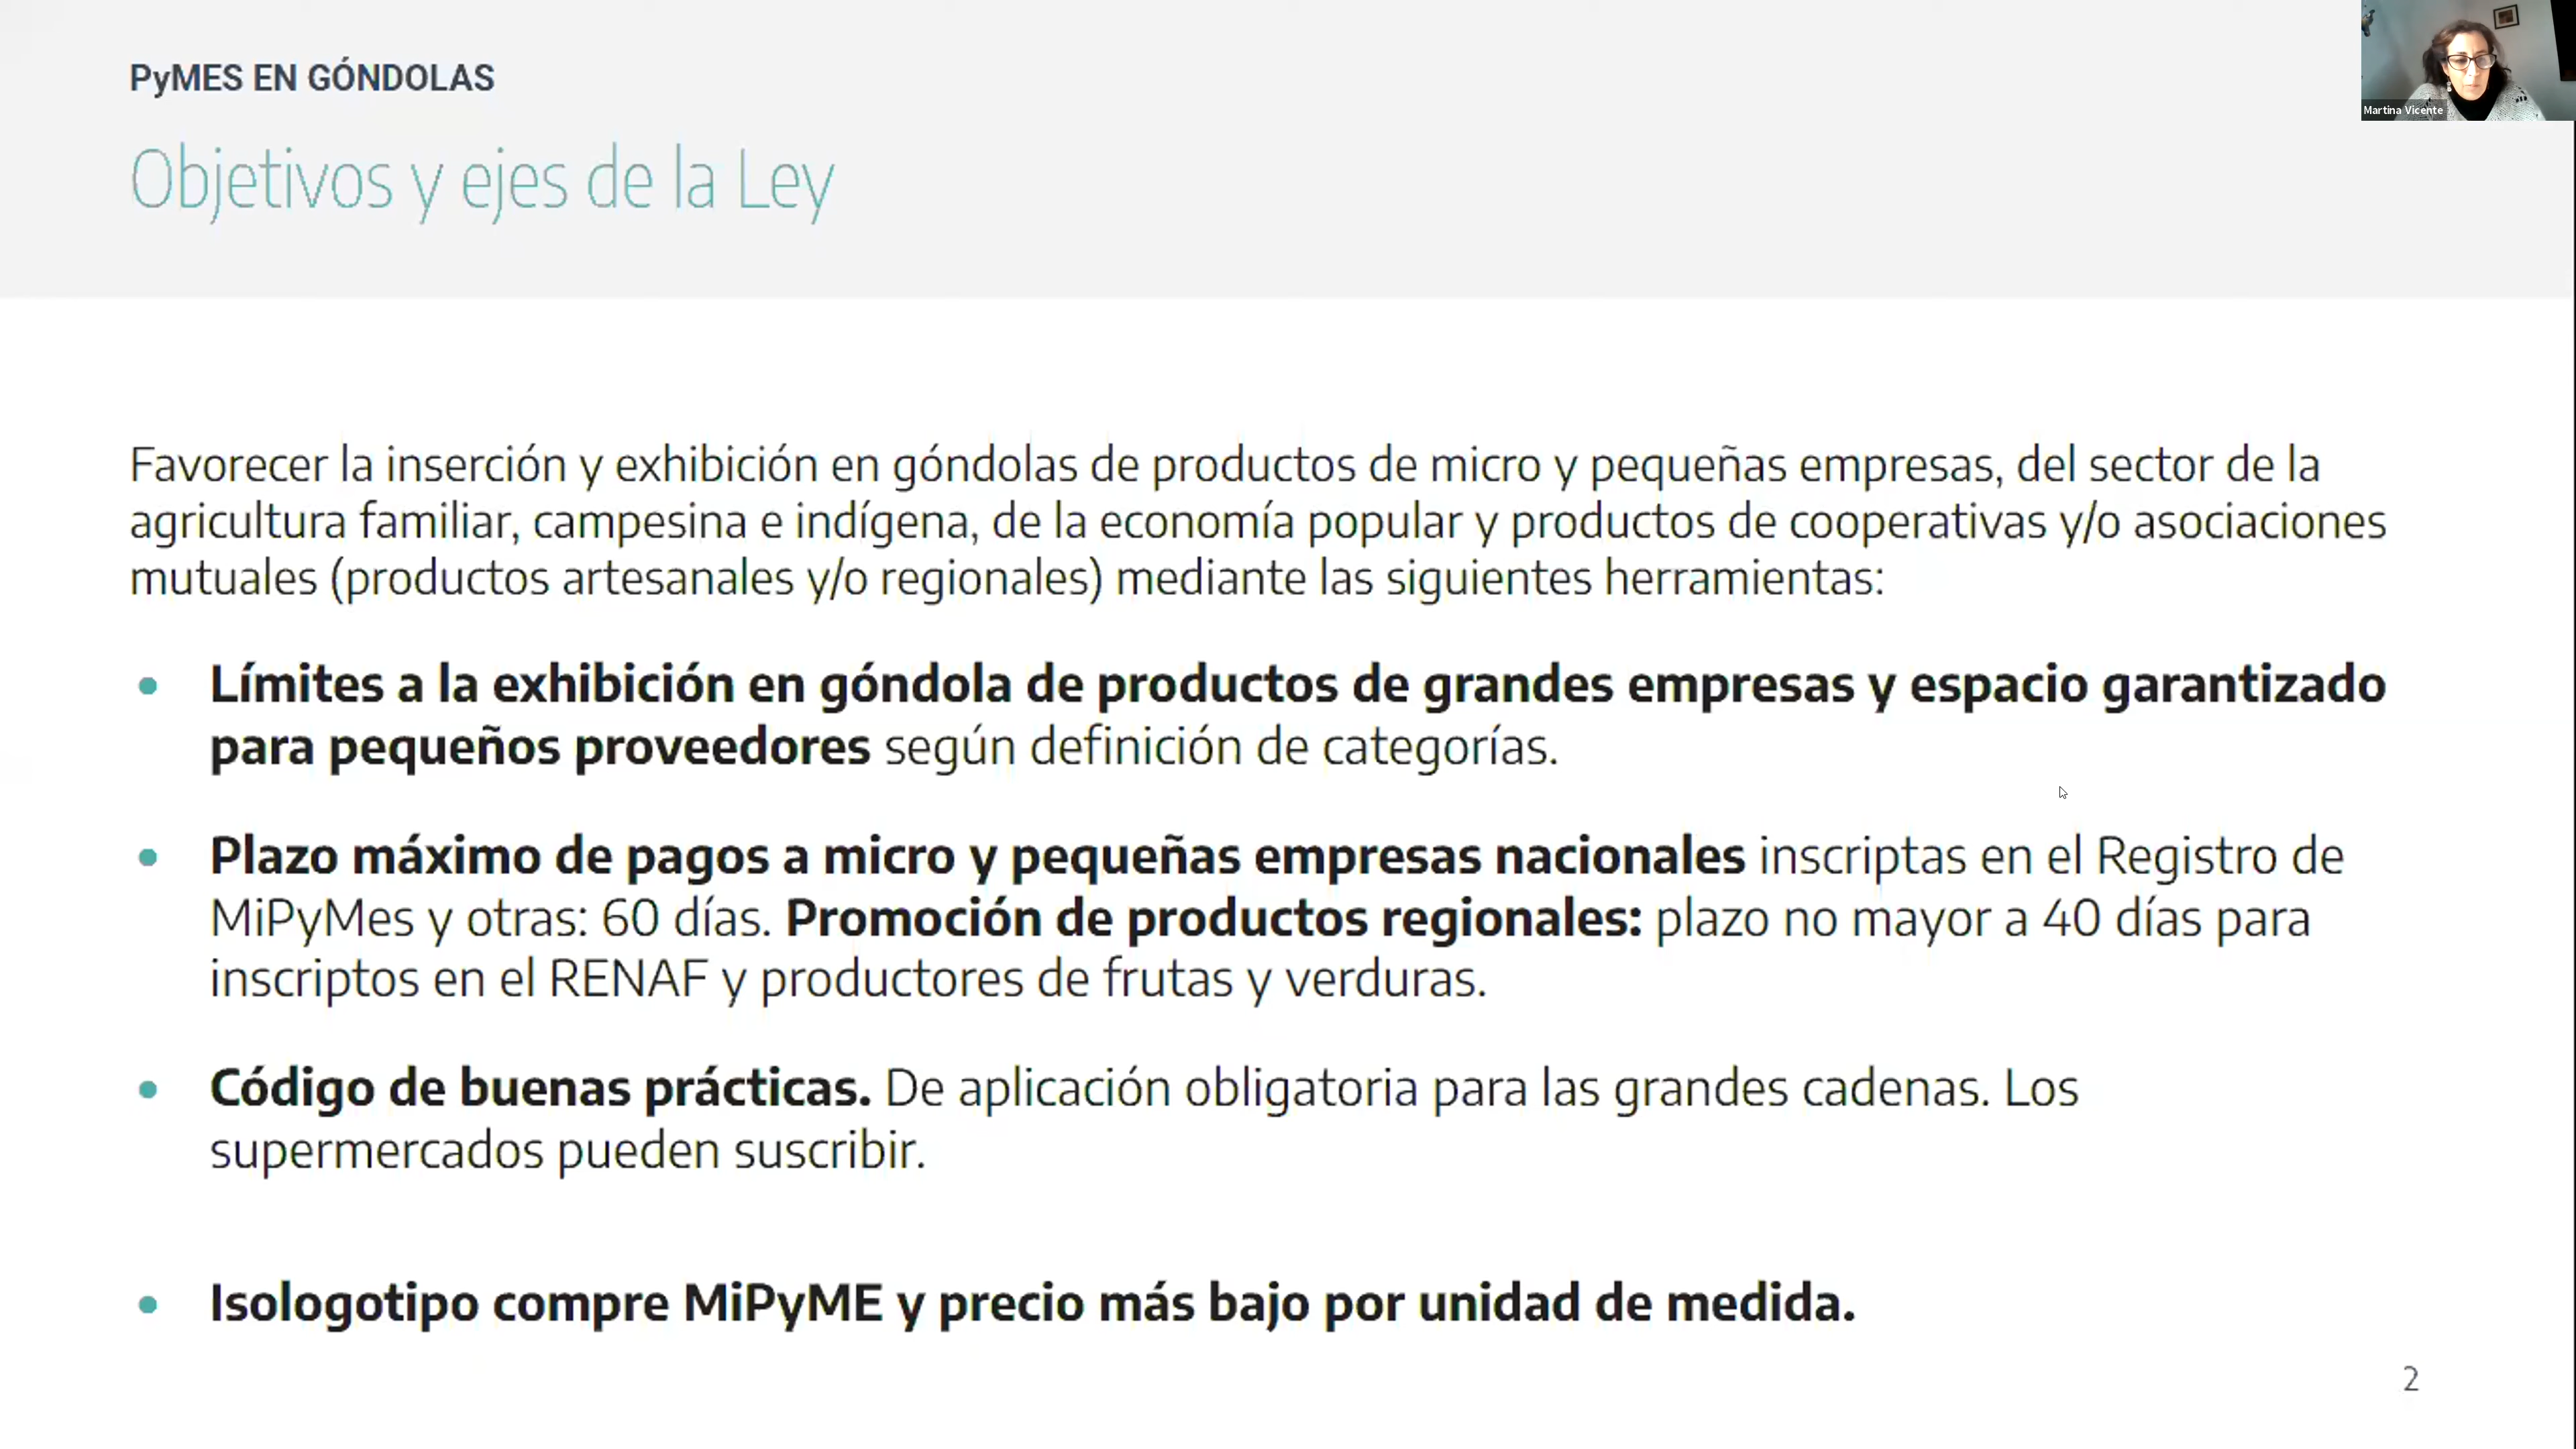 PyMES EN GÓNDOLAS
Objetivos y ejes de la Ley
Martina Vicente
Favorecer la inserción y exhibición en góndolas de productos de micro y pequeñas empresas, del sector de la
agricultura familiar, campesina e indígena, de la economía popular y productos de cooperativas y/o asociaciones
mutuales (productos artesanales y/o regionales) mediante las siguientes herramientas:
• Límites a la exhibición en góndola de productos de grandes empresas y espacio garantizado
para pequeños proveedores según definición de categorías.
• Plazo máximo de pagos a micro y pequeñas empresas nacionales inscriptas en el Registro de
MiPyMes y otras: 60 días. Promoción de productos regionales: plazo no mayor a 40 días para
inscriptos en el RENAF y productores de frutas y verduras.
• Código de buenas prácticas. De aplicación obligatoria para las grandes cadenas. Los
supermercados pueden suscribir.
• Isologotipo compre MiPyME y precio más bajo por unidad de medida.
2